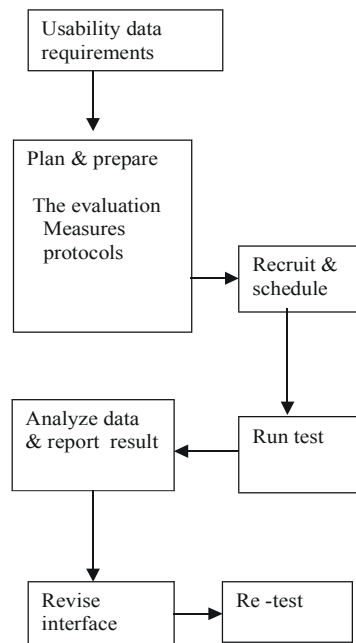 Usability data
requirements
Plan & prepare
The evaluation
Measures
protocols
Recruit &
schedule
Run test
Analyze data
& report result
Revise
interface
Re -test